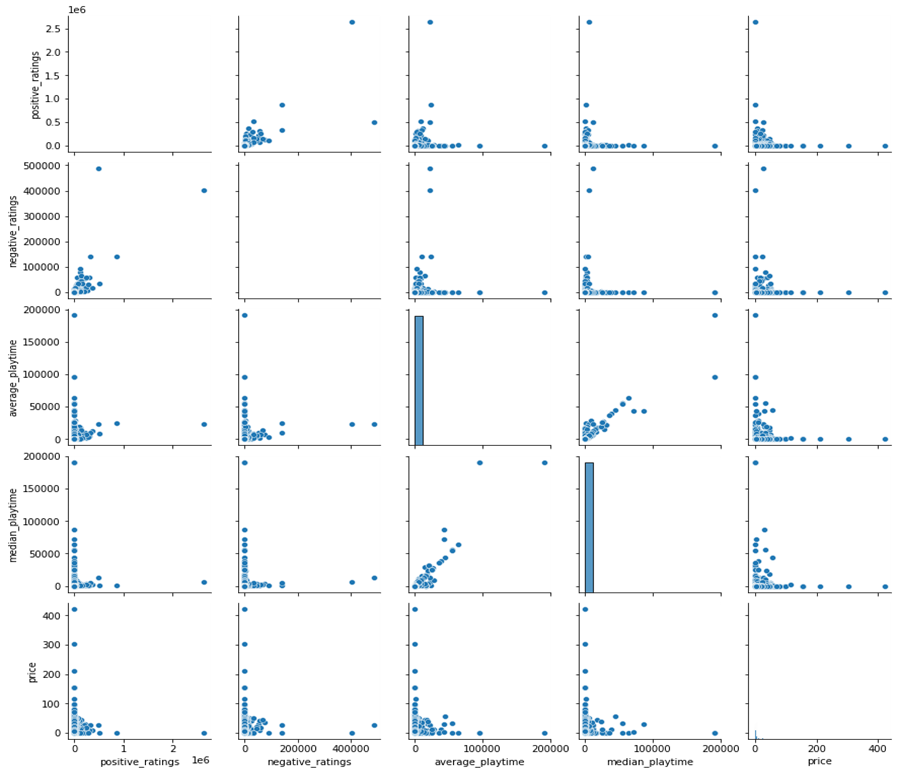 1e6
2.5
2.0
1.5
1.0
0.5
0.0
positive_ratings
500000
400000
300000
200000
100000
0
negative_ratings
200000
150000
100000
50000
0
average_playtime
200000
150000
100000
50000
0
median_playtime
400
300
200
100
0
price
0 1 2
1e6
positive_ratings
0 200000 400000
negative_ratings
0 100000 200000
average_playtime
0 100000 200000
median_playtime
0 200 400
price